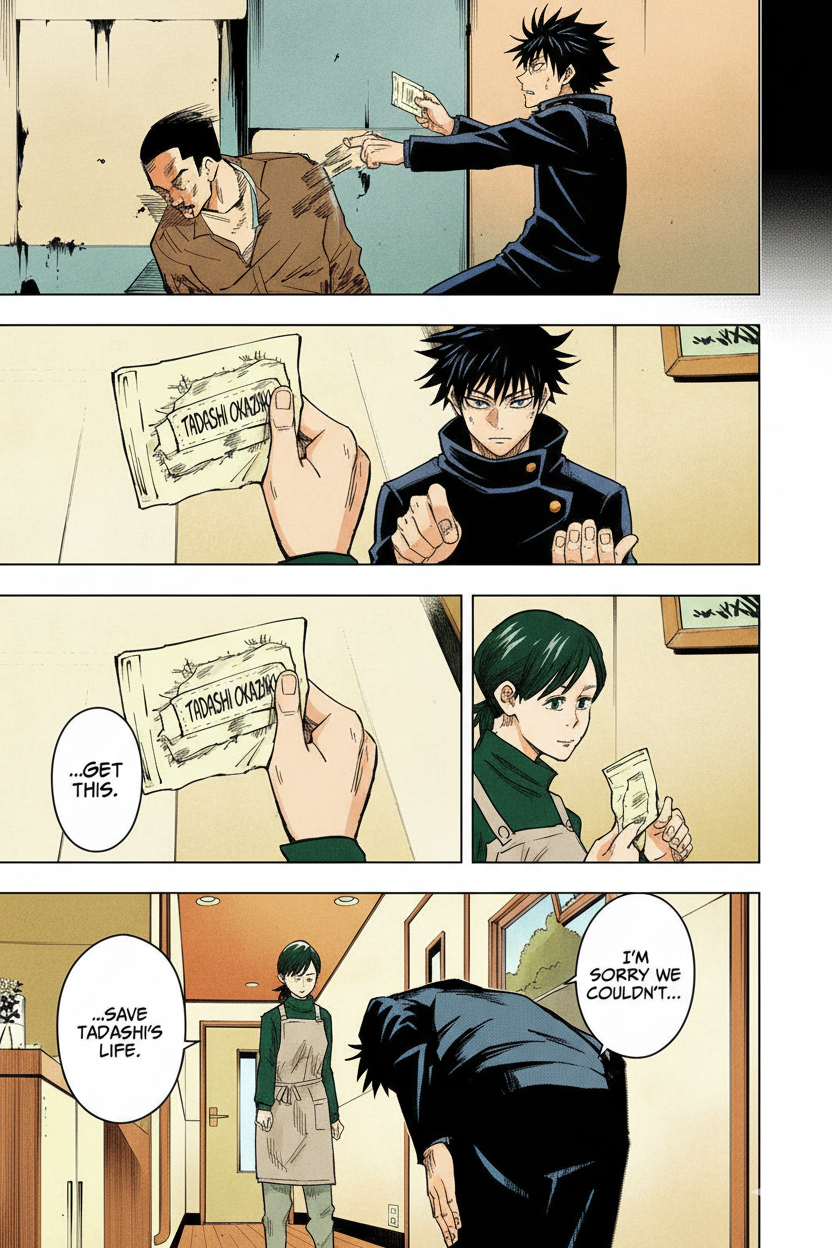 TADASHI OKAZAKI
TADASHI OKAZAKI
...GET
THIS.
I'M
SORRY WE
COULDN'T...
...SAVE
TADASHI'S
LIFE.